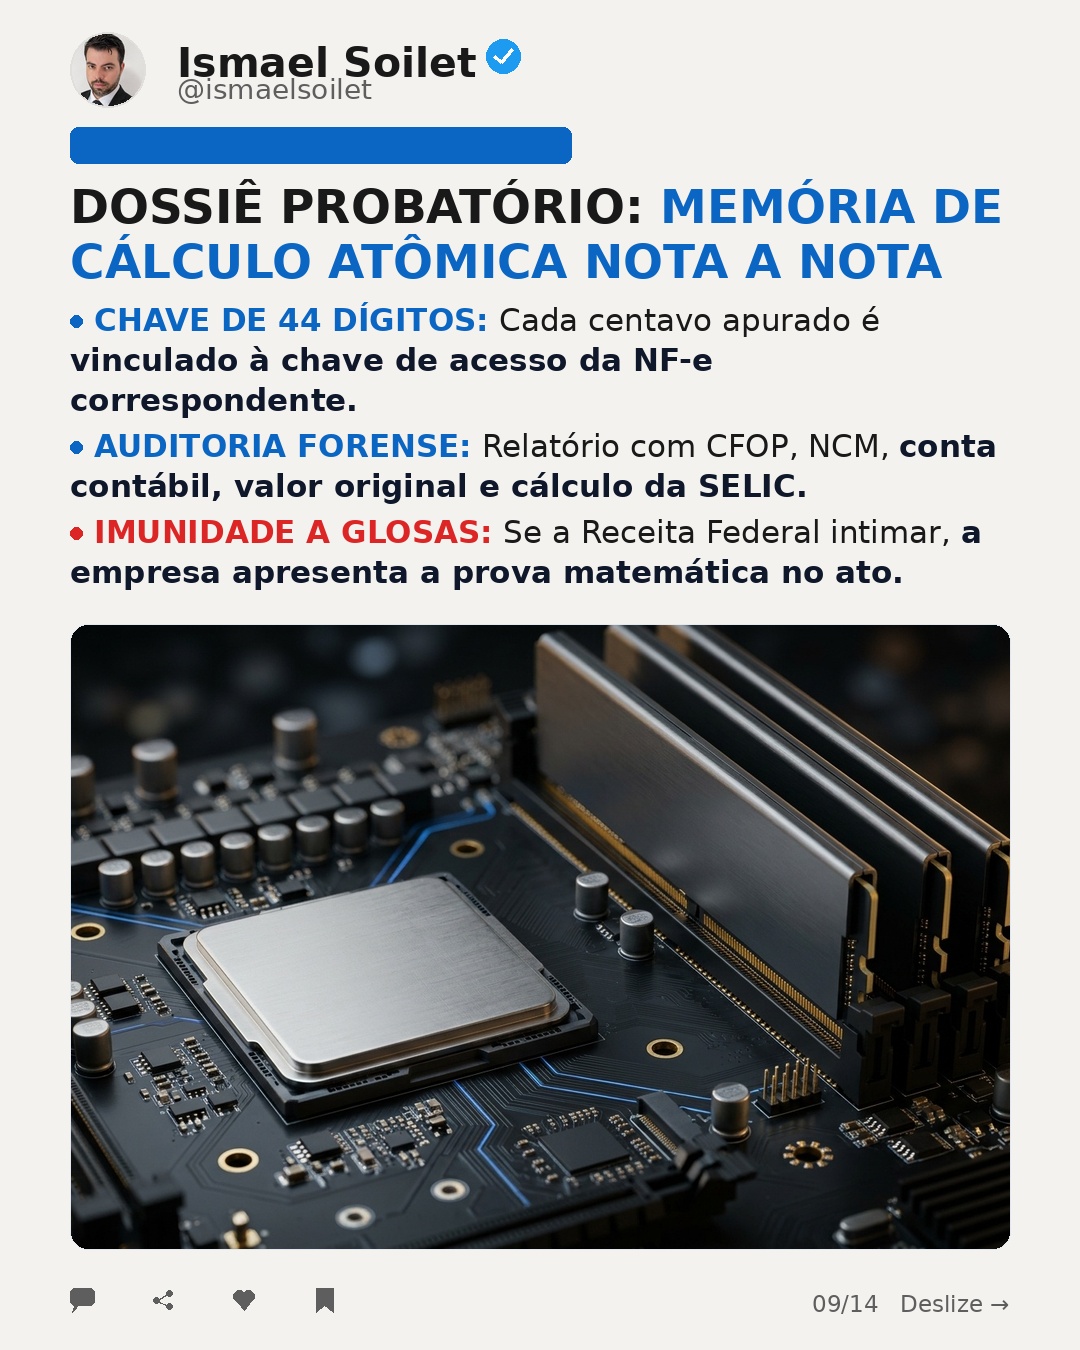 Ismael Soilet
@ismaelsoilet
DOSSIÊ PROBATÓRIO: MEMÓRIA DE
CÁLCULO ATÔMICA NOTA A NOTA
• CHAVE DE 44 DÍGITOS: Cada centavo apurado é
vinculado à chave de acesso da NF-e
correspondente.
• AUDITORIA FORENSE: Relatório com CFOP, NCM, conta
contábil, valor original e cálculo da SELIC.
• IMUNIDADE A GLOSAS: Se a Receita Federal intimar, a
empresa apresenta a prova matemática no ato.
09/14 Deslize →